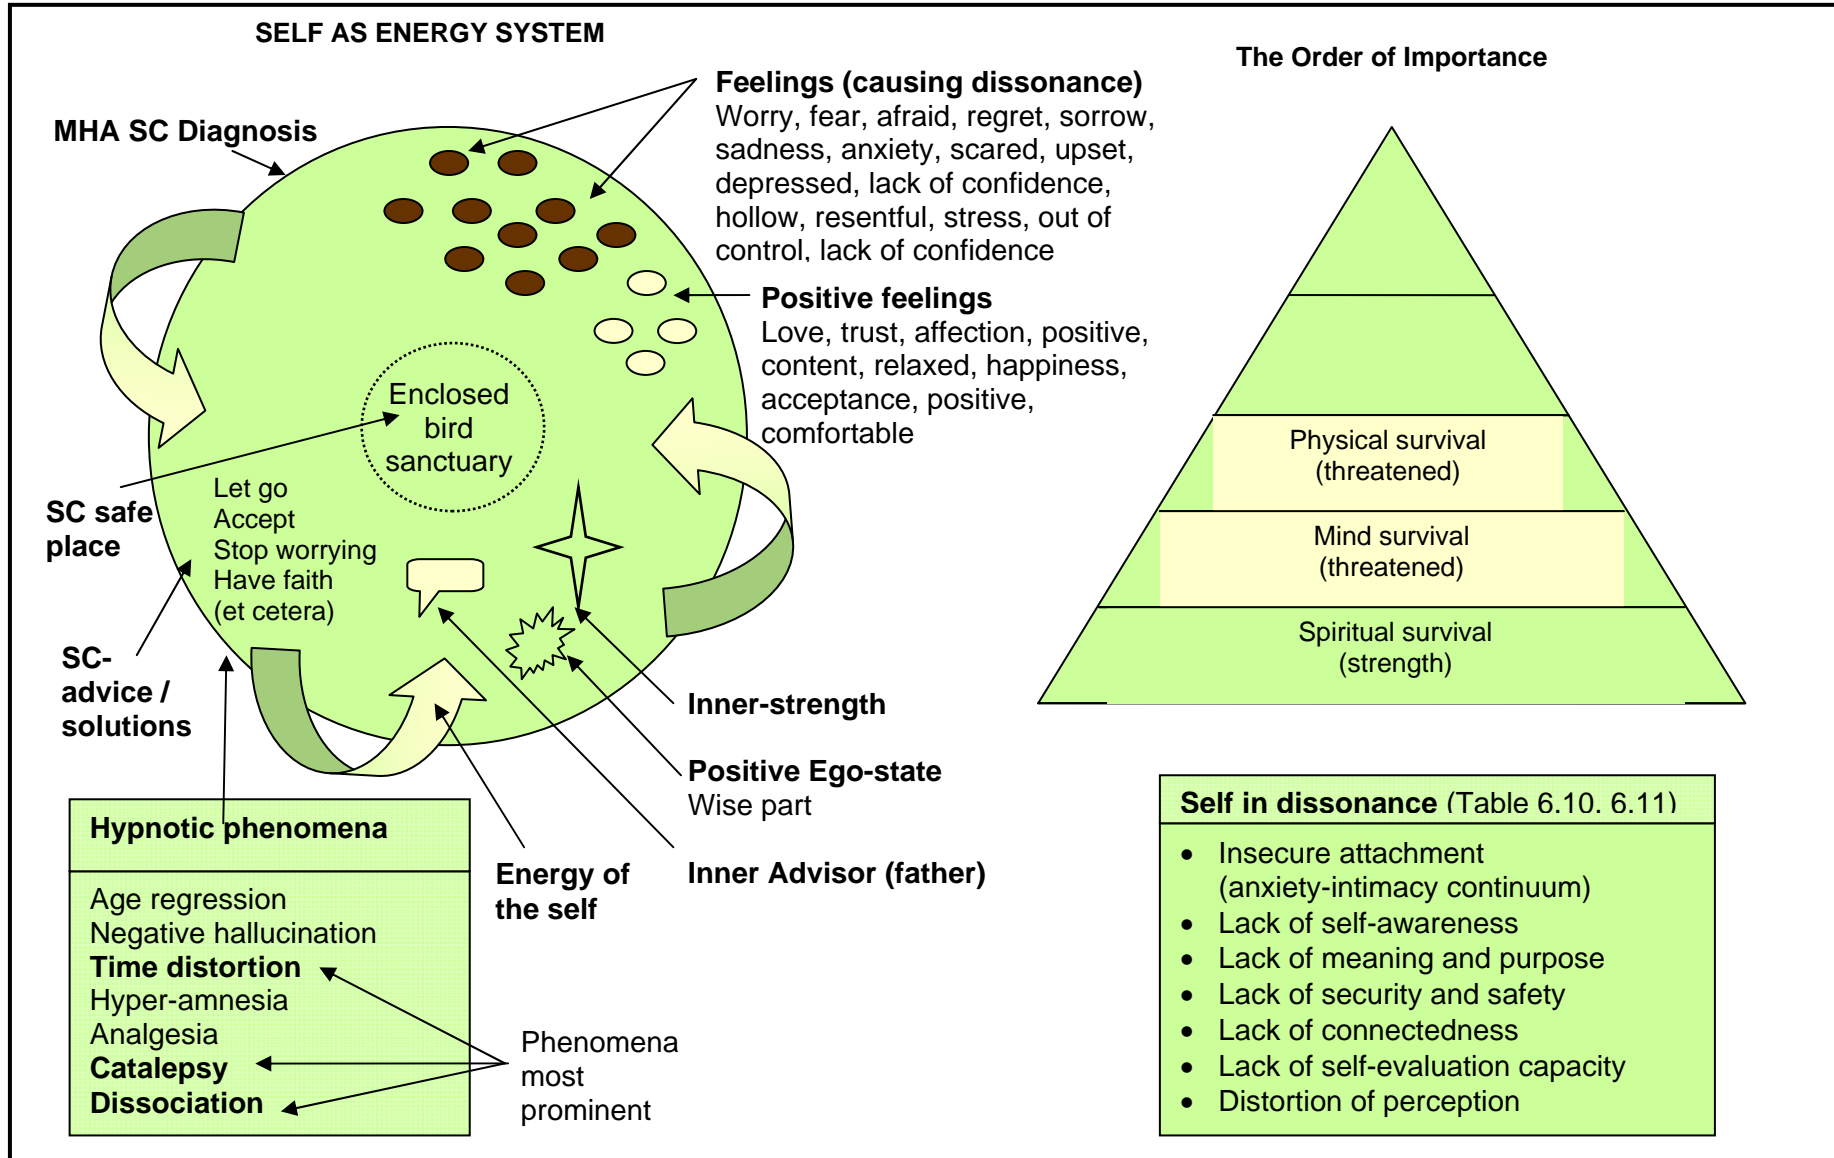 SELF AS ENERGY SYSTEM
The Order of Importance
MHA SC Diagnosis
Feelings (causing dissonance)
Worry, fear, afraid, regret, sorrow,
sadness, anxiety, scared, upset,
depressed, lack of confidence,
hollow, resentful, stress, out of
control, lack of confidence
Positive feelings
Love, trust, affection, positive,
content, relaxed, happiness,
acceptance, positive,
comfortable
Enclosed
bird
sanctuary
SC safe
place
Let go
Accept
Stop worrying
Have faith
(et cetera)
SC-
advice /
solutions
Inner-strength
Positive Ego-state
Wise part
Inner Advisor (father)
Energy of
the self
Hypnotic phenomena
Age regression
Negative hallucination
Time distortion
Hyper-amnesia
Analgesia
Catalepsy
Dissociation
Phenomena
most
prominent
Physical survival
(threatened)
Mind survival
(threatened)
Spiritual survival
(strength)
Self in dissonance (Table 6.10. 6.11)
• Insecure attachment
(anxiety-intimacy continuum)
• Lack of self-awareness
• Lack of meaning and purpose
• Lack of security and safety
• Lack of connectedness
• Lack of self-evaluation capacity
• Distortion of perception